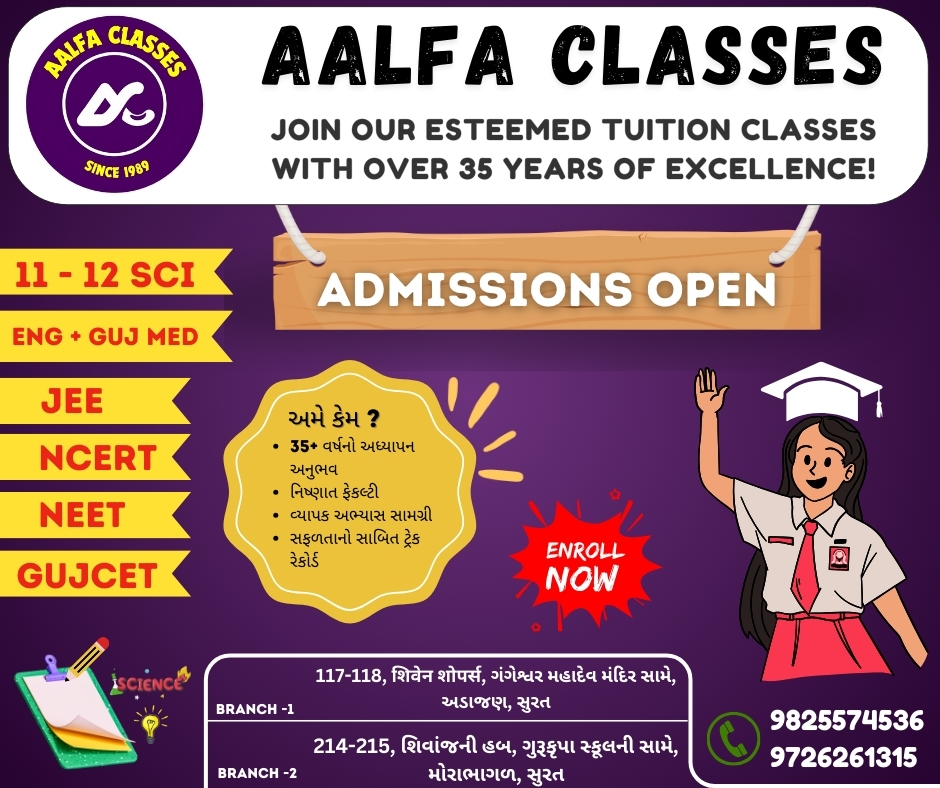 AALFA CLASSES
SINCE 1989
AALFA CLASSES
JOIN OUR ESTEEMED TUITION CLASSES
WITH OVER 35 YEARS OF EXCELLENCE!
ADMISSIONS OPEN
11 - 12 SCI
ENG + GUJ MED
JEE
NCERT
NEET
GUJCET
અમે કેમ ?
• 35+ વર્ષનો અધ્યાપન
અનુભવ
• નિષ્ણાત ફેકલ્ટી
• વ્યાપક અભ્યાસ સામગ્રી
• સફળતાનો સાબિત ટ્રેક
રેકોર્ડ
ENROLL
NOW
SCIENCE
BRANCH -1
117-118, શિવેન શોપર્સ, ગંગેશ્વર મહાદેવ મંદિર સામે,
અડાજણ, સુરત
BRANCH -2
214-215, શિવાંજની હબ, ગુરૂકૃપા સ્કૂલની સામે,
મોરાભાગળ, સુરત
9825574536
9726261315